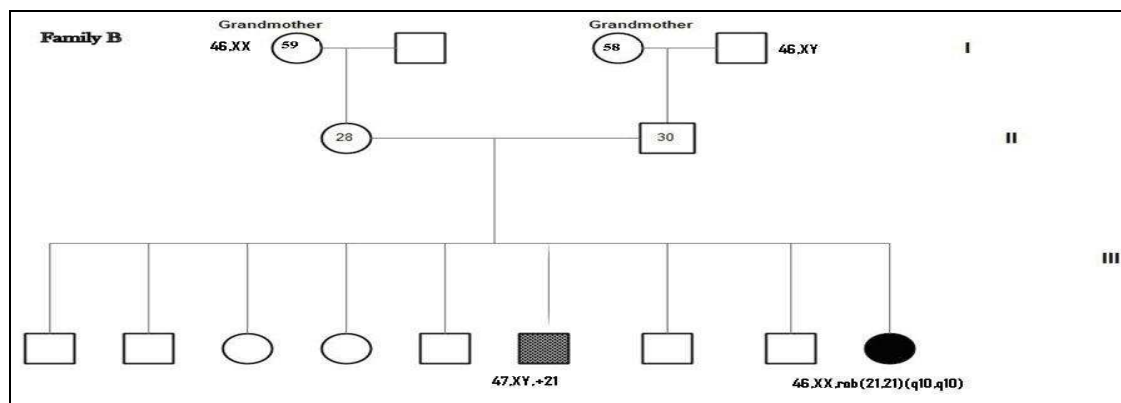 Grandmother
Grandmother
Family B
46,XX
59
58
46,XY
I
28
30
II
III
47,XY,+21
46,XX,rob(21,21)(q10,q10)